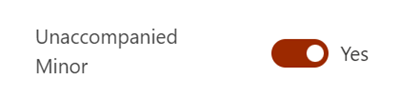 Unaccompanied
Minor
Yes